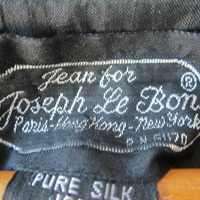 Jean for
®
Joseph Le Bon
Paris-Hong Kong-New York
R N 51170
PURE SILK